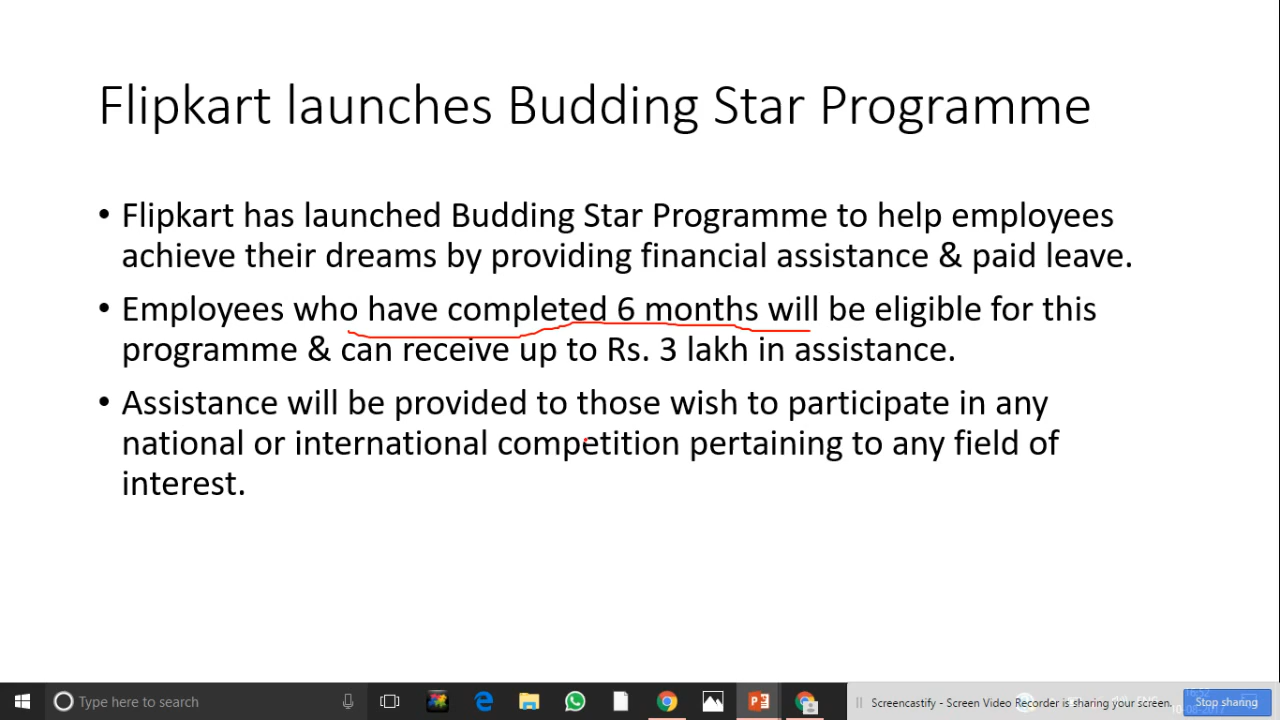 Flipkart launches Budding Star Programme
• Flipkart has launched Budding Star Programme to help employees
achieve their dreams by providing financial assistance & paid leave.
• Employees who have completed 6 months will be eligible for this
programme & can receive up to Rs. 3 lakh in assistance.
• Assistance will be provided to those wish to participate in any
national or international competition pertaining to any field of
interest.
Type here to search
Screencastify - Screen Video Recorder is sharing your screen.
Stop sharing